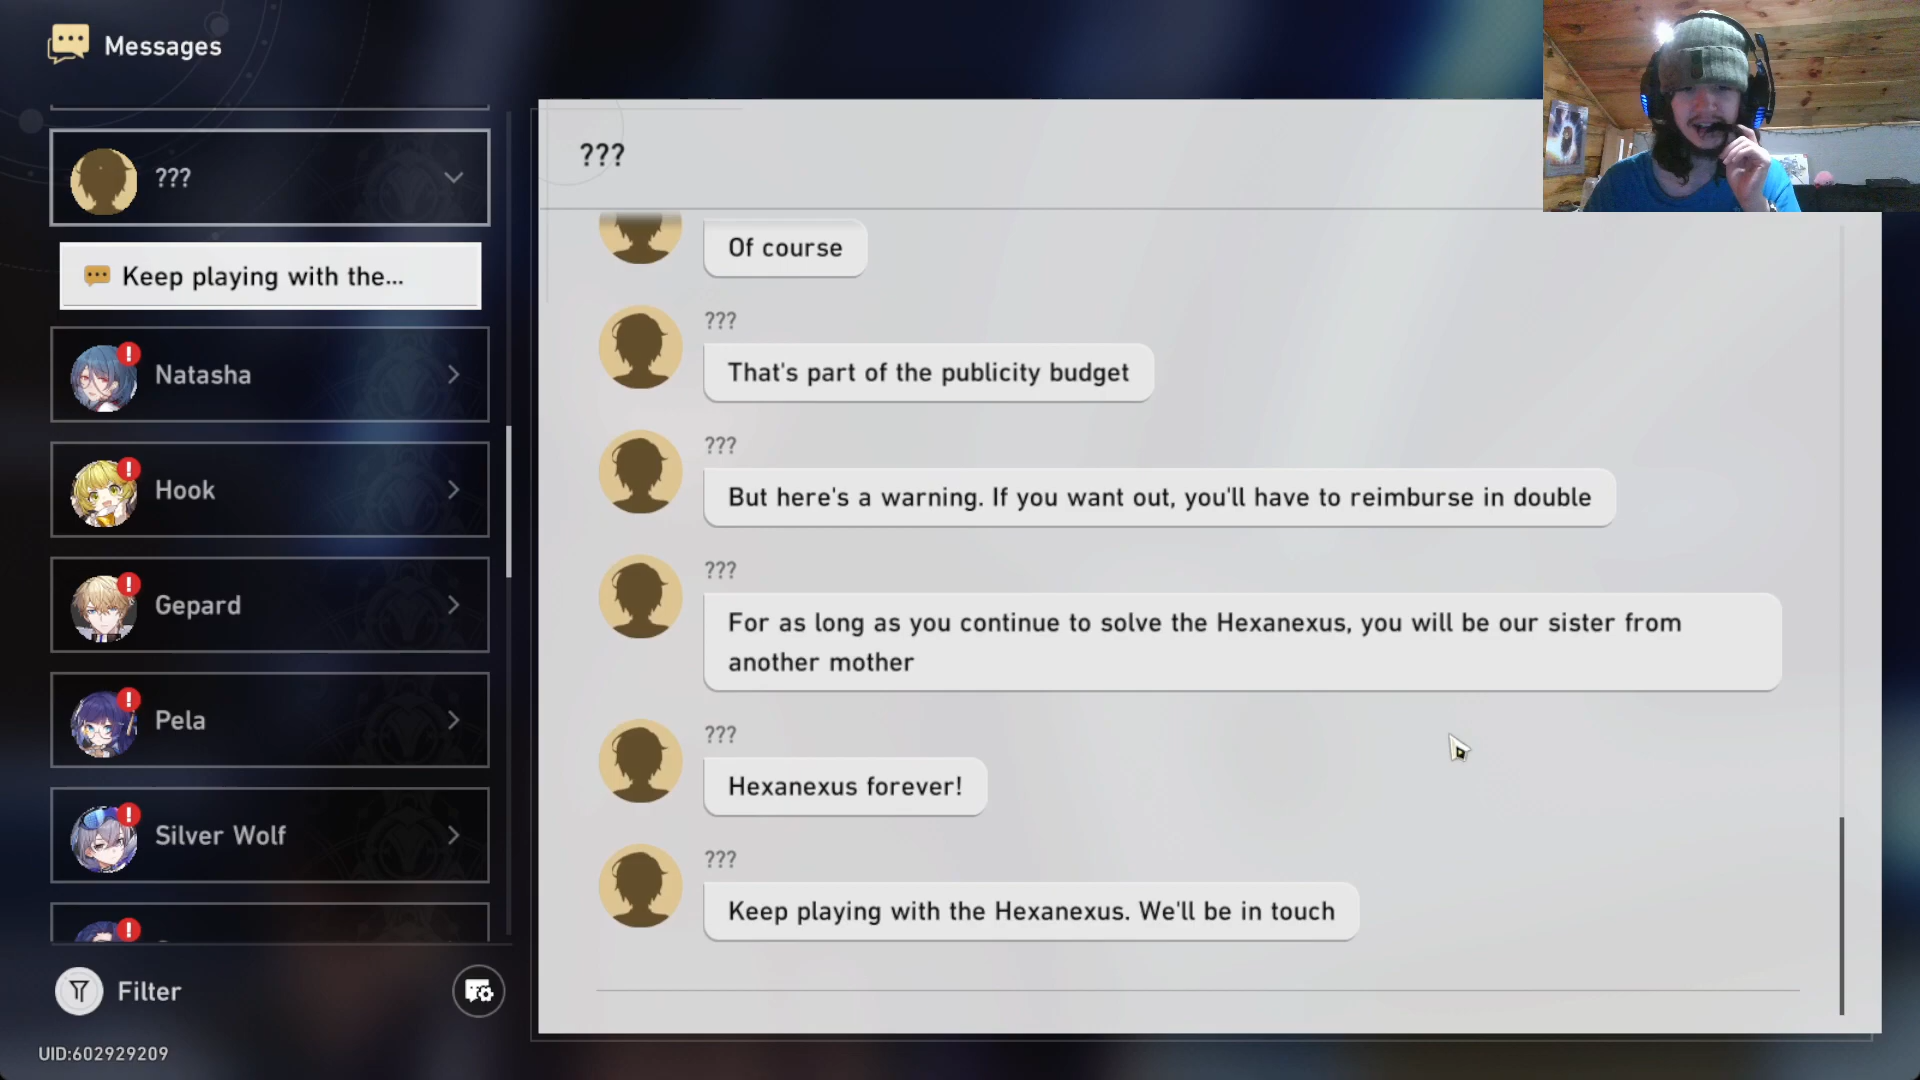 Messages
???
Keep playing with the...
Natasha
Hook
Gepard
Pela
Silver Wolf
Filter
UID:602929209
???
Of course
???
That's part of the publicity budget
???
But here's a warning. If you want out, you'll have to reimburse in double
???
For as long as you continue to solve the Hexanexus, you will be our sister from
another mother
???
Hexanexus forever!
???
Keep playing with the Hexanexus. We'll be in touch